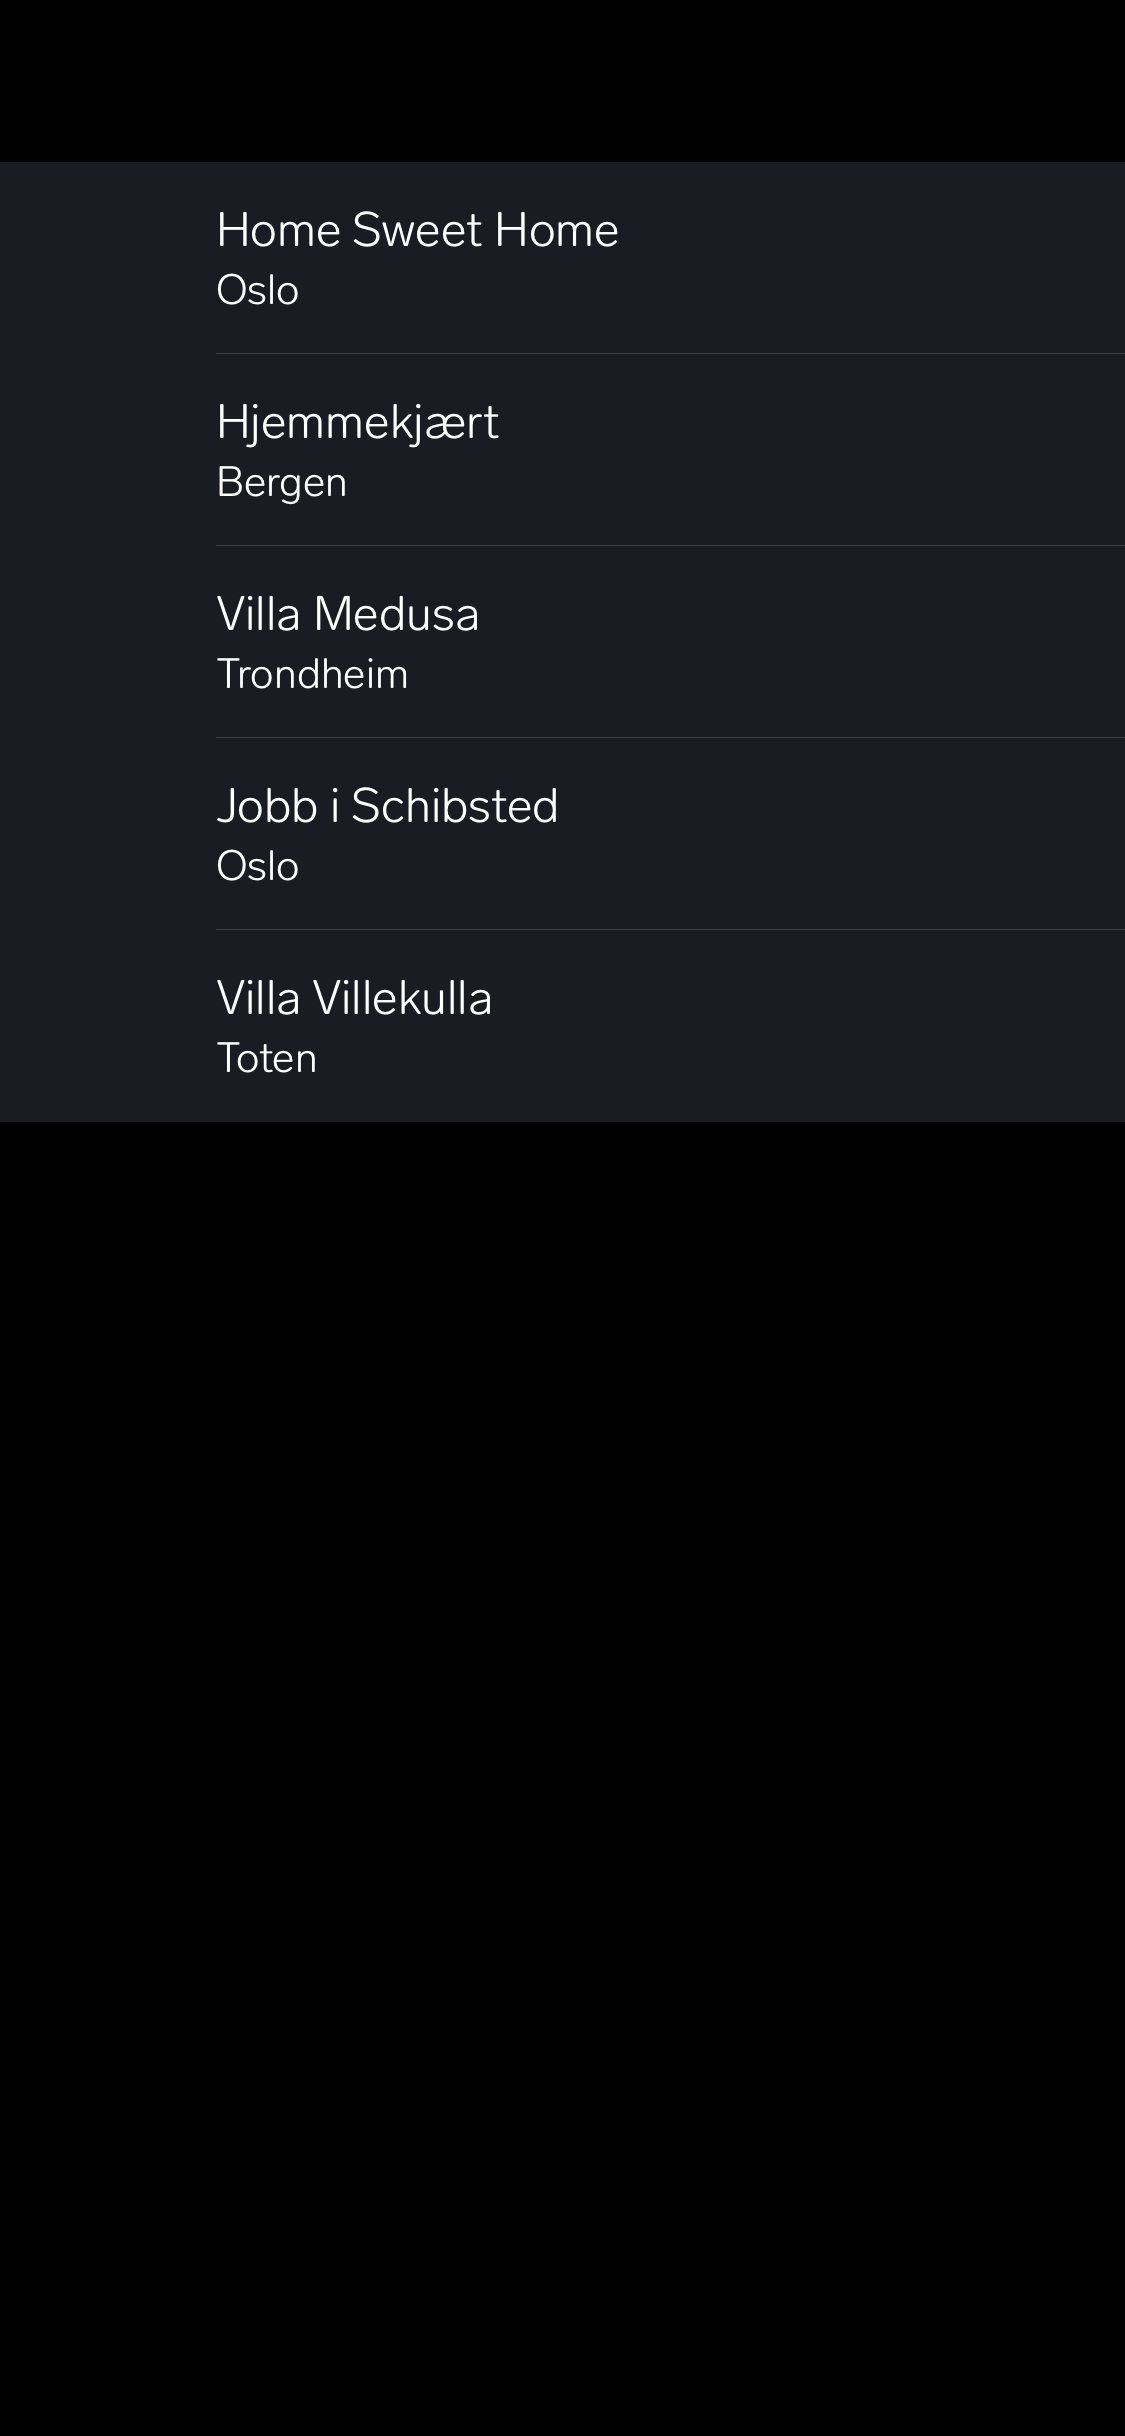 Home Sweet Home
Oslo
Hjemmekjært
Bergen
Villa Medusa
Trondheim
Jobb i Schibsted
Oslo
Villa Villekulla
Toten